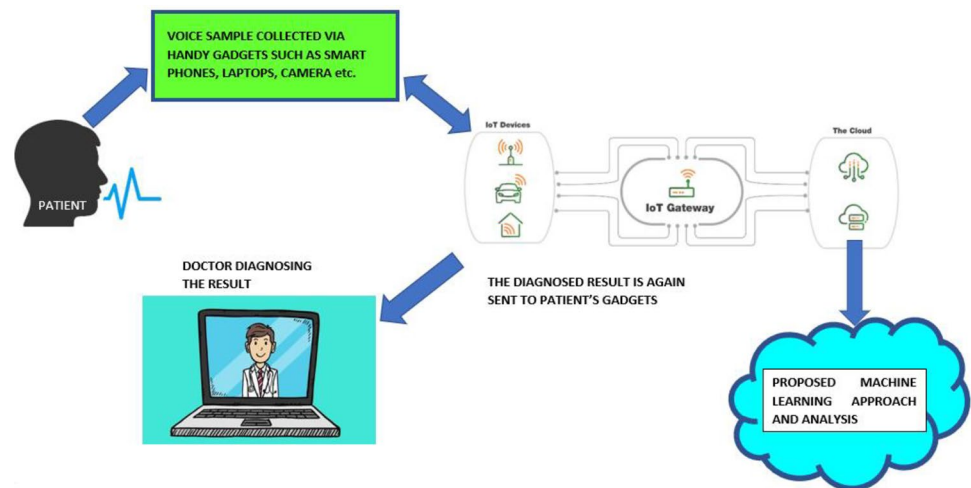 VOICE SAMPLE COLLECTED VIA
HANDY GADGETS SUCH AS SMART
PHONES, LAPTOPS, CAMERA etc.
IoT Devices
The Cloud
PATIENT
IoT Gateway
DOCTOR DIAGNOSING
THE RESULT
THE DIAGNOSED RESULT IS AGAIN
SENT TO PATIENT'S GADGETS
PROPOSED MACHINE
LEARNING APPROACH
AND ANALYSIS